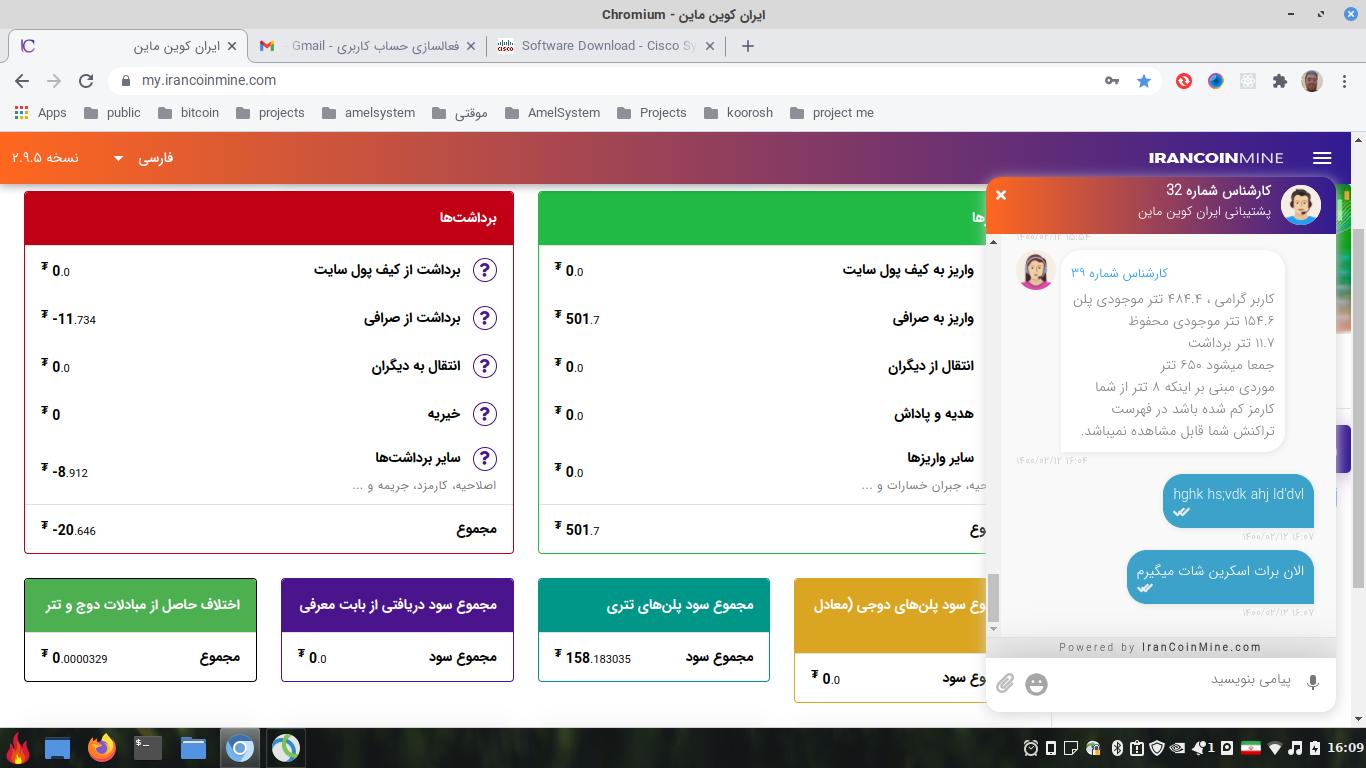 ایران کوین ماین - Chromium
ایران کوین ماین
فعالسازی حساب کاربری - Gmail
Software Download - Cisco Sy
my.irancoinmine.com
Apps
public
bitcoin
projects
amelsystem
موقتی
AmelSystem
Projects
koorosh
project me
نسخه ۲.۹.۵
فارسی
IRANCOINMINE
برداشت‌ها
برداشت از کیف پول سایت
₮ 0.0
برداشت از صرافی
₮ -11.734
انتقال به دیگران
₮ 0.0
خیریه
₮ 0
سایر برداشت‌ها
₮ -8.912
اصلاحیه، کارمزد، جریمه و ...
مجموع
₮ -20.646
واریز به کیف پول سایت
₮ 0.0
واریز به صرافی
₮ 501.7
انتقال از دیگران
₮ 0.0
هدیه و پاداش
₮ 0.0
سایر واریزها
₮ 0.0
حیه، جبران خسارات و ...
₮ 501.7
اختلاف حاصل از مبادلات دوج و تتر
مجموع
₮ 0.0000329
مجموع سود دریافتی از بابت معرفی
مجموع سود
₮ 0.0
مجموع سود پلن‌های تتری
مجموع سود
₮ 158.183035
وع سود پلن‌های دوجی (معادل
وع سود
₮ 0.0
کارشناس شماره 32
پشتیبانی ایران کوین ماین
۱۴۰۰/۰۲/۱۲ ۱۵:۵۴
کارشناس شماره ۳۹
کاربر گرامی ، ۴۸۴.۴ تتر موجودی پلن
۱۵۴.۶ تتر موجودی محفوظ
۱۱.۷ تتر برداشت
جمعا میشود ۶۵۰ تتر
موردی مبنی بر اینکه ۸ تتر از شما
کارمز کم شده باشد در فهرست
تراکنش شما قابل مشاهده نمیباشد.
۱۴۰۰/۰۲/۱۲ ۱۶:۰۴
hghk hs;vdk ahj ld'dvl
۱۴۰۰/۰۲/۱۲ ۱۶:۰۷
الان برات اسکرین شات میگیرم
۱۴۰۰/۰۲/۱۲ ۱۶:۰۷
Powered by IranCoinMine.com
پیامی بنویسید
1
16:09